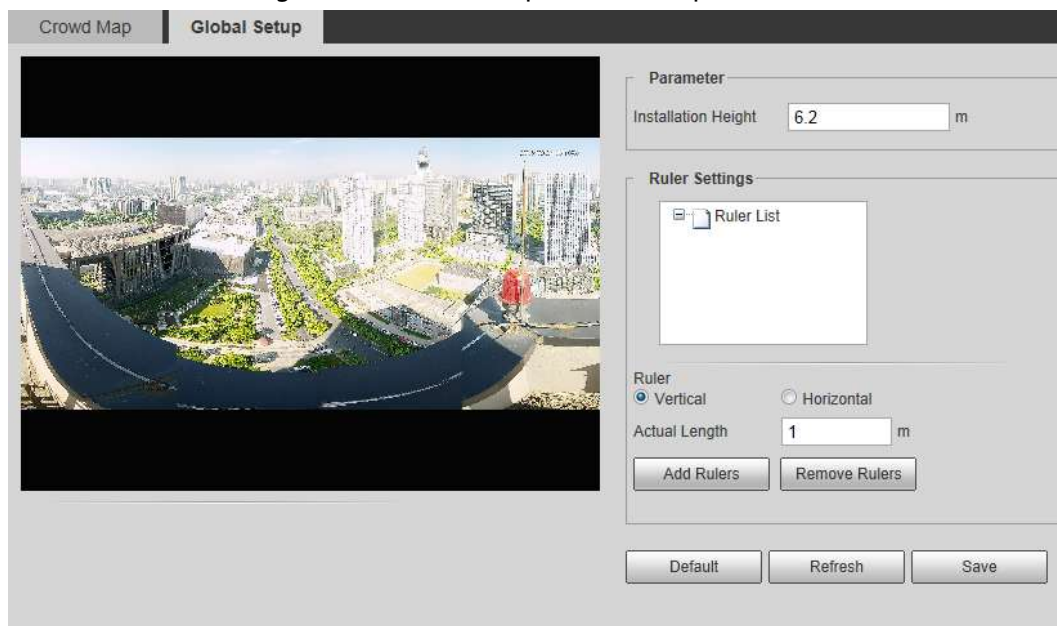 Crowd Map Global Setup
Parameter
Installation Height 6.2 m
Ruler Settings
Ruler List
Ruler
Vertical Horizontal
Actual Length 1 m
Add Rulers Remove Rulers
Default Refresh Save